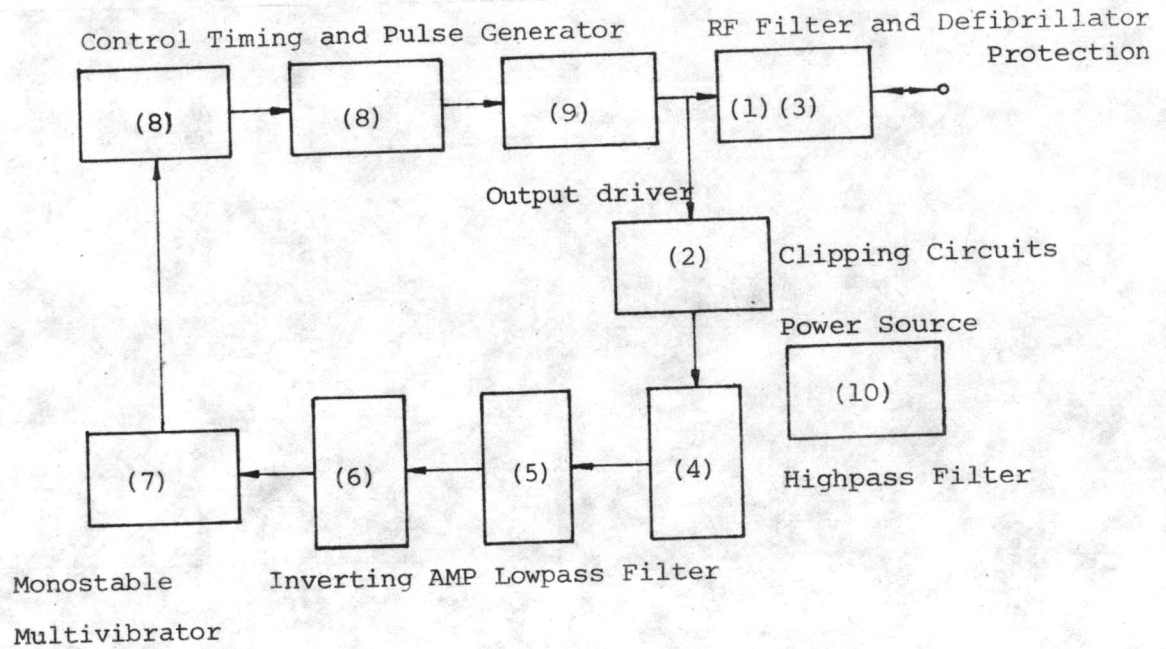 Control Timing and Pulse Generator
RF Filter and Defibrillator
Protection
(8)
(8)
(9)
(1) (3)
Output driver
(2)
Clipping Circuits
Power Source
(10)
(7)
(6)
(5)
(4)
Highpass Filter
Monostable
Inverting AMP Lowpass Filter
Multivibrator